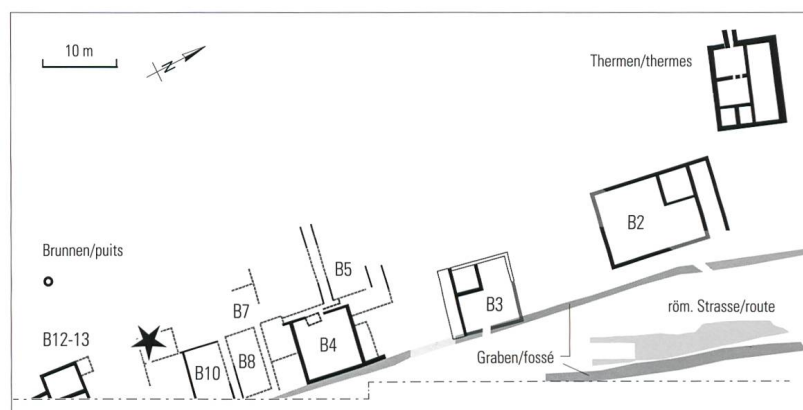 10 m
N
Thermen/thermes
B2
Brunnen/puits
B5
B7
B3
röm. Strasse/route
B12-13
B10
B8
B4
Graben/fossé